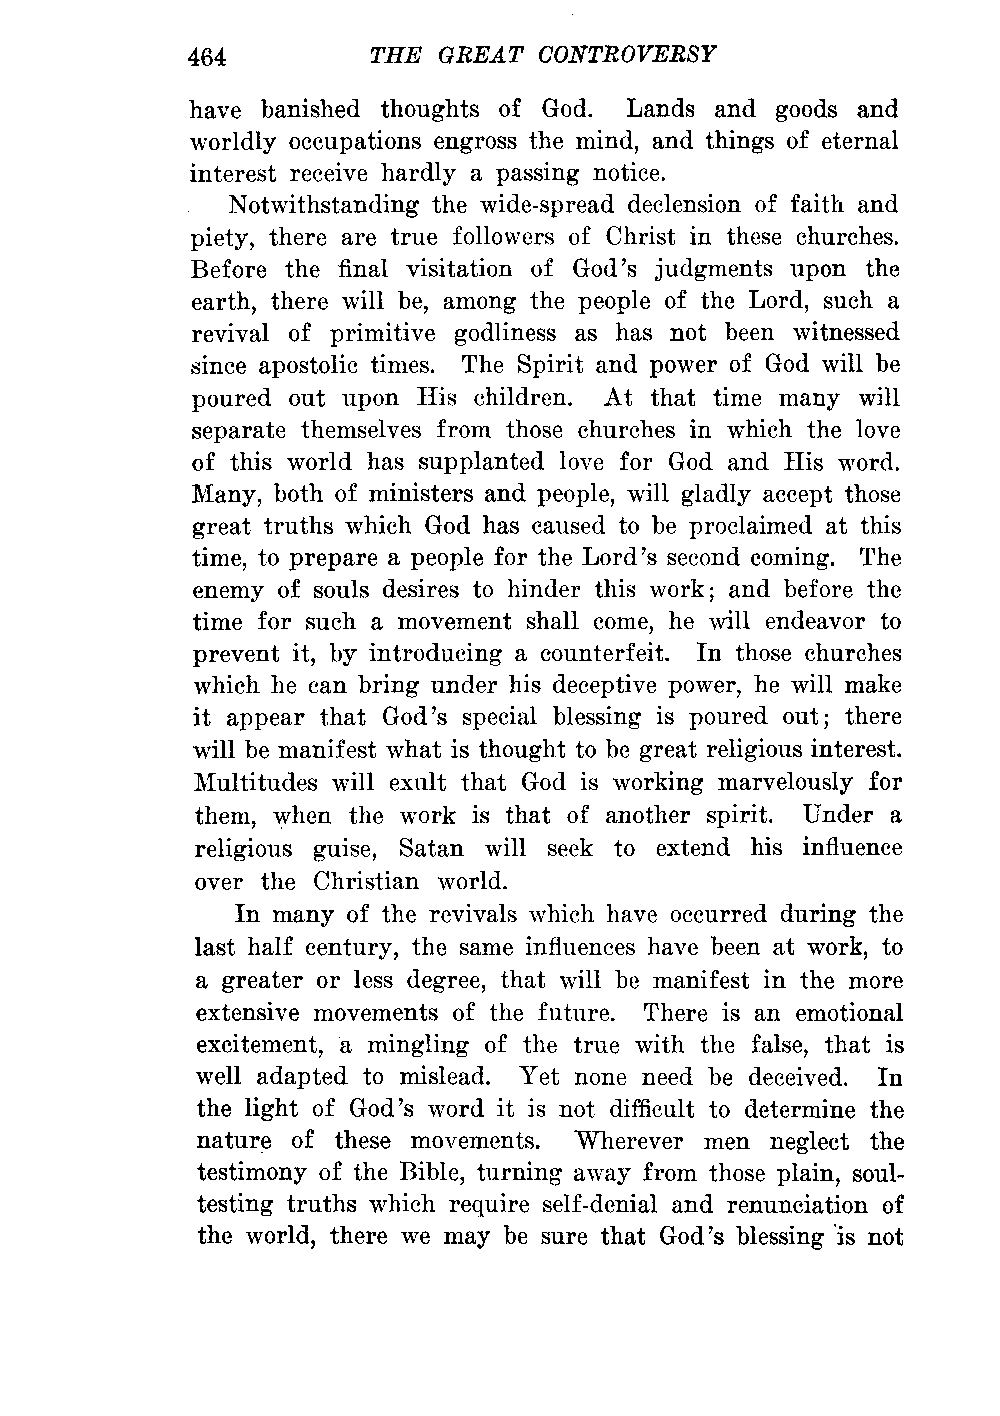 464 THE GREAT CONTROVERSY
have banished thoughts of God. Lands and goods and
worldly occupations engross the mind, and things of eternal
interest receive hardly a passing notice.
Notwithstanding the wide-spread declension of faith and
piety, there are true followers of Christ in these churches.
Before the final visitation of God's judgments upon the
earth, there will be, among the people of the Lord, such a
revival of primitive godliness as has not been witnessed
since apostolic times. The Spirit and power of God will be
poured out upon His children. At that time many will
separate themselves from those churches in which the love
of this world has supplanted love for God and His word.
Many, both of ministers and people, will gladly accept those
great truths which God has caused to be proclaimed at this
time, to prepare a people for the Lord's second coming. The
enemy of souls desires to hinder this work; and before the
time for such a movement shall come, he will endeavor to
prevent it, by introducing a counterfeit. In those churches
which he can bring under his deceptive power, he will make
it appear that God's special blessing is poured out; there
will be manifest what is thought to be great religious interest.
Multitudes will exult that God is working marvelously for
them, when the work is that of another spirit. Under a
religious guise, Satan will seek to extend his influence
over the Christian world.
In many of the revivals which have occurred during the
last half century, the same influences have been at work, to
a greater or less degree, that will be manifest in the more
extensive movements of the future. There is an emotional
excitement, a mingling of the true with the false, that is
well adapted to mislead. Yet none need be deceived. In
the light of God's word it is not difficult to determine the
nature of these movements. Wherever men neglect the
testimony of the Bible, turning away from those plain, soul-
testing truths which require self-denial and renunciation of
the world, there we may be sure that God's blessing is not